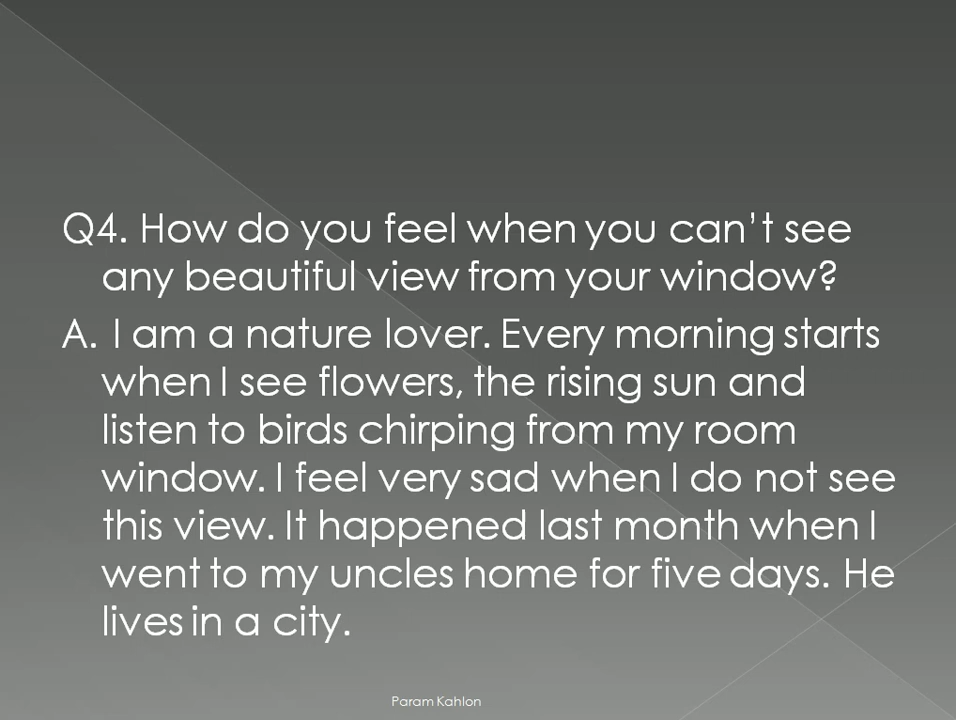 Q4. How do you feel when you can't see
any beautiful view from your window?
A. I am a nature lover. Every morning starts
when I see flowers, the rising sun and
listen to birds chirping from my room
window. I feel very sad when I do not see
this view. It happened last month when I
went to my uncles home for five days. He
lives in a city.
Param Kahlon